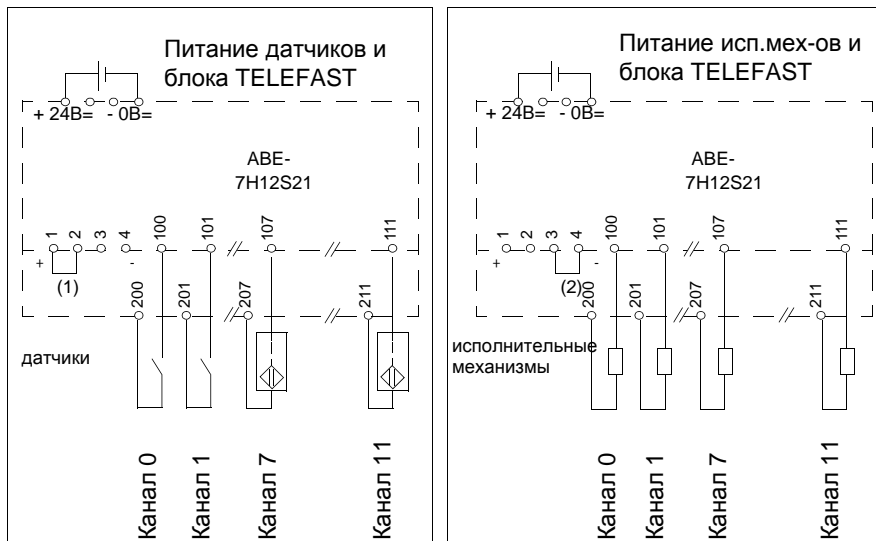 Питание датчиков и
блока TELEFAST
+ 24В= - 0В=
ABE-
7H12S21
1 2 3 4 100 101 107 111
+ -
(1)
200 201 207 211
датчики
Канал 0
Канал 1
Канал 7
Канал 11
Питание исп.мех-ов и
блока TELEFAST
+ 24В= - 0В=
ABE-
7H12S21
1 2 3 4 100 101 107 111
+ -
(2)
200 201 207 211
исполнительные
механизмы
Канал 0
Канал 1
Канал 7
Канал 11